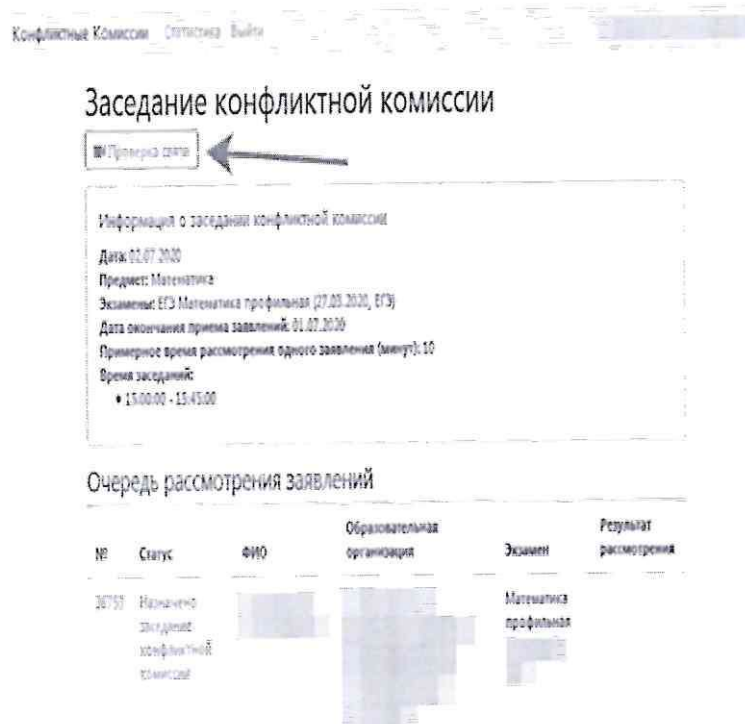 Конфликтные Комиссии Статистика Выйти
Заседание конфликтной комиссии
Проверка связи
Информация о заседании конфликтной комиссии
Дата: 02.07.2020
Предмет: Математика
Экзамены: ЕГЭ Математика профильная (27.03.2020, ЕГЭ)
Дата окончания приема заявлений: 01.07.2020
Примерное время рассмотрения одного заявления (минут): 10
Время заседаний:
• 15:00:00 - 15:45:00
Очередь рассмотрения заявлений
№ Статус ФИО Образовательная организация Экзамен Результат рассмотрения
Назначено заседание конфликтной комиссии Математика профильная